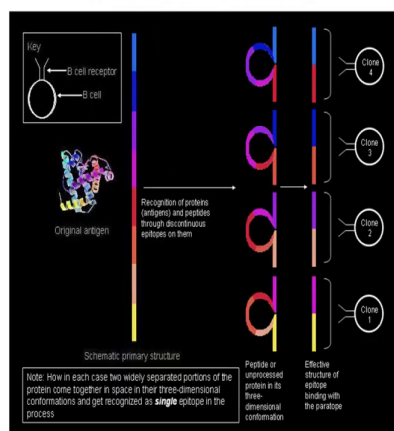 Key
B cell receptor
B cell
Original antigen
Schematic primary structure
Recognition of proteins
(antigens) and peptides
through discontinuous
epitopes on them
Clone
4
Clone
3
Clone
2
Clone
1
Peptide or
unprocessed
protein in its
three-
dimensional
conformation
Effective
structure of
epitope
binding with
the paratope
Note: How in each case two widely separated portions of the
protein come together in space in their three-dimensional
conformations and get recognized as single epitope in the
process